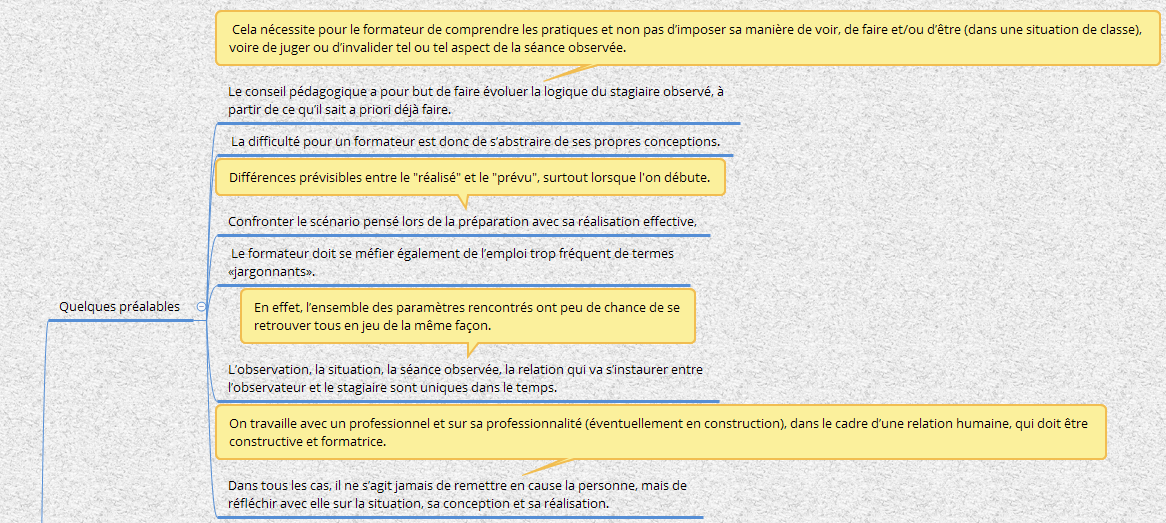 Cela nécessite pour le formateur de comprendre les pratiques et non pas d’imposer sa manière de voir, de faire et/ou d’être (dans une situation de classe),
voire de juger ou d’invalider tel ou tel aspect de la séance observée.
Le conseil pédagogique a pour but de faire évoluer la logique du stagiaire observé, à
partir de ce qu’il sait a priori déjà faire.
La difficulté pour un formateur est donc de s’abstraire de ses propres conceptions.
Différences prévisibles entre le "réalisé" et le "prévu", surtout lorsque l'on débute.
Confronter le scénario pensé lors de la préparation avec sa réalisation effective,
Le formateur doit se méfier également de l’emploi trop fréquent de termes
«jargonnants».
Quelques préalables
En effet, l’ensemble des paramètres rencontrés ont peu de chance de se
retrouver tous en jeu de la même façon.
L’observation, la situation, la séance observée, la relation qui va s’instaurer entre
l’observateur et le stagiaire sont uniques dans le temps.
On travaille avec un professionnel et sur sa professionnalité (éventuellement en construction), dans le cadre d’une relation humaine, qui doit être
constructive et formatrice.
Dans tous les cas, il ne s’agit jamais de remettre en cause la personne, mais de
réfléchir avec elle sur la situation, sa conception et sa réalisation.